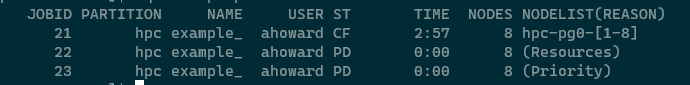 JOBID PARTITION NAME USER ST TIME NODES NODELIST(REASON)
21 hpc example_ ahoward CF 2:57 8 hpc-pg0-[1-8]
22 hpc example_ ahoward PD 0:00 8 (Resources)
23 hpc example_ ahoward PD 0:00 8 (Priority)